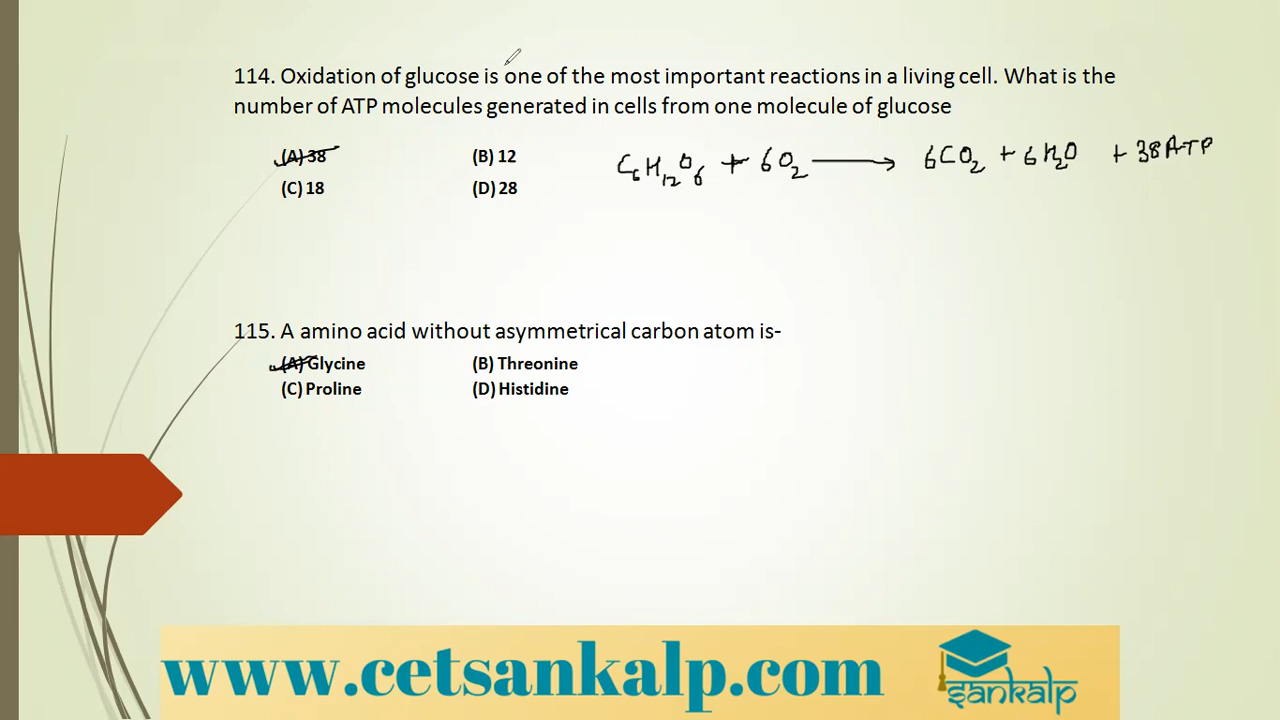 114. Oxidation of glucose is one of the most important reactions in a living cell. What is the
number of ATP molecules generated in cells from one molecule of glucose
(A) 38 (B) 12
(C) 18 (D) 28
C6H12O6 + 6O2 ⟶ 6CO2 + 6H2O + 38ATP
115. A amino acid without asymmetrical carbon atom is-
(A) Glycine (B) Threonine
(C) Proline (D) Histidine
www.cetsankalp.com
sankalp